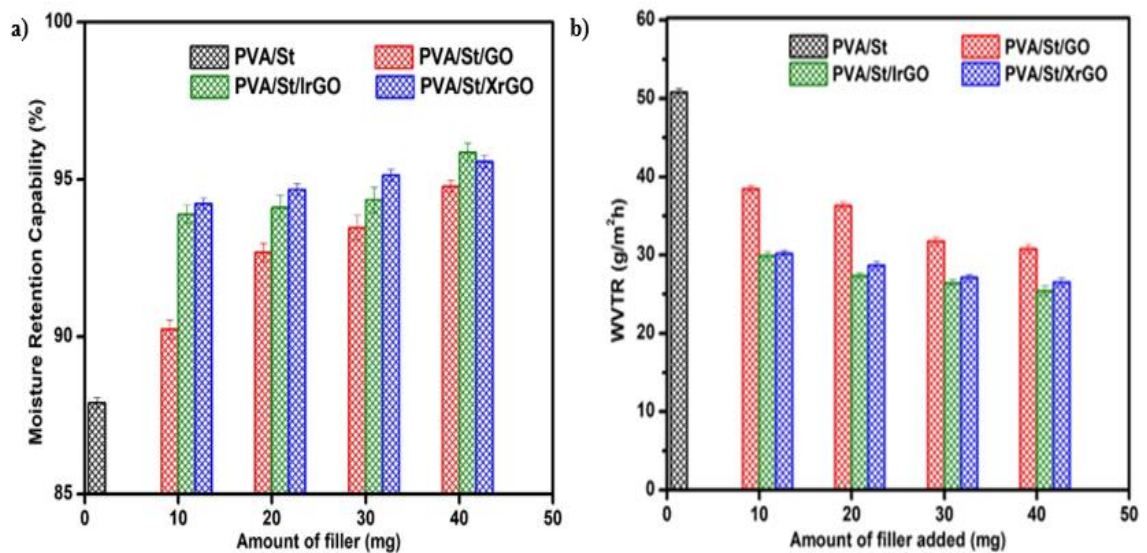 a)
100
95
90
85
Moisture Retention Capability (%)
PVA/St
PVA/St/GO
PVA/St/IrGO
PVA/St/XrGO
0 10 20 30 40 50
Amount of filler (mg)
b)
60
50
40
30
20
10
0
WVTR (g/m²h)
PVA/St
PVA/St/GO
PVA/St/IrGO
PVA/St/XrGO
0 10 20 30 40 50
Amount of filler added (mg)